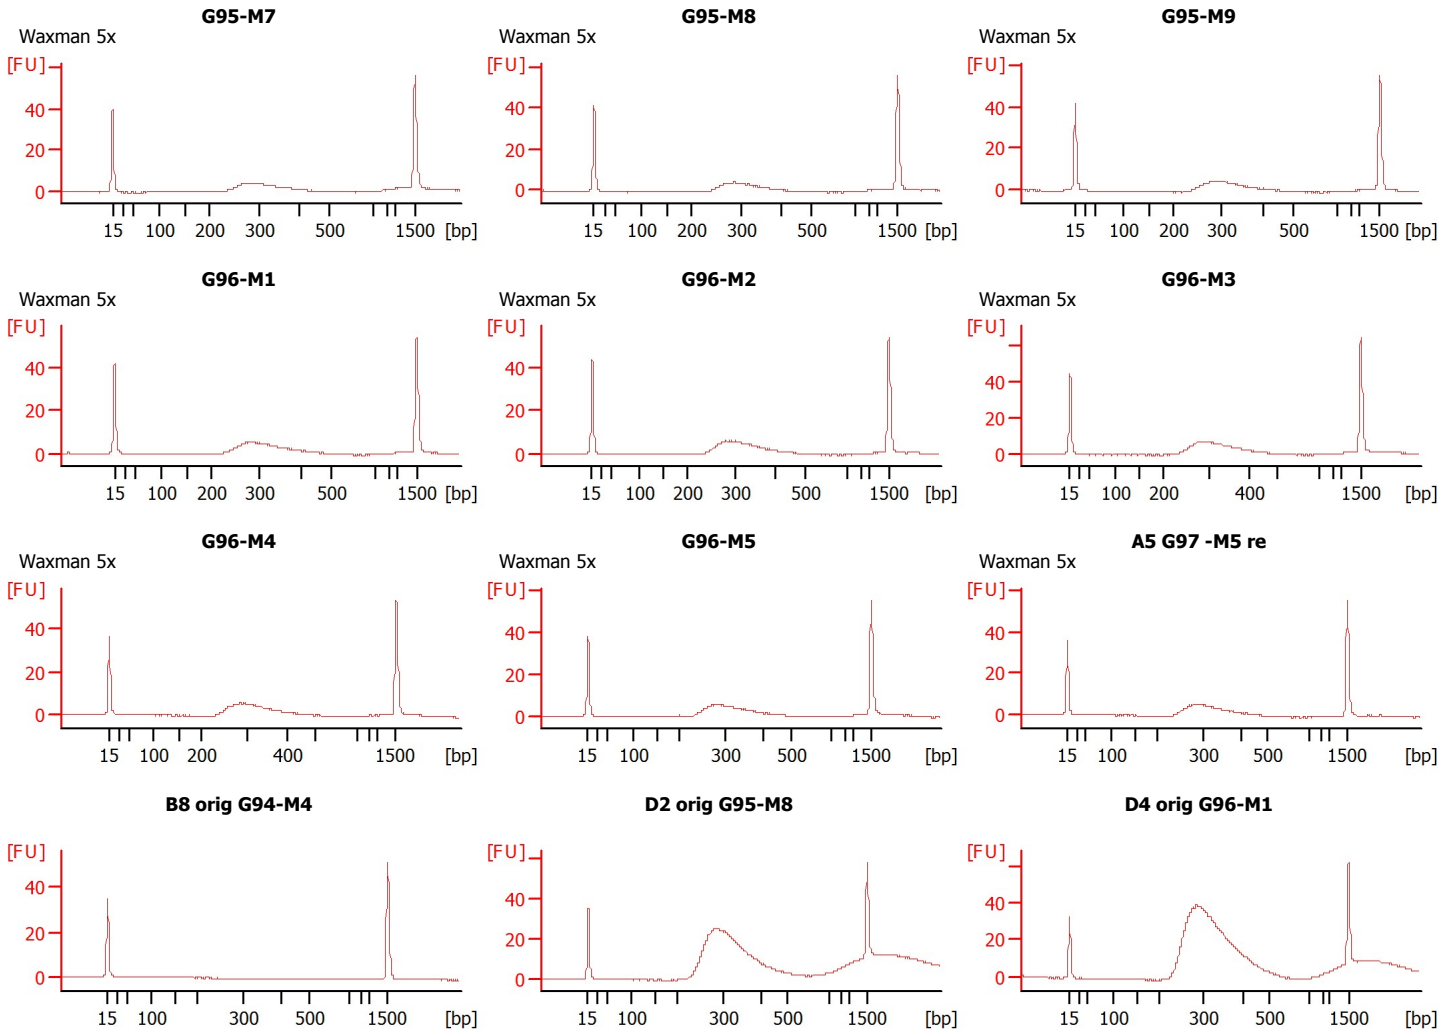 G95-M7 G95-M8 G95-M9
Waxman 5x Waxman 5x Waxman 5x
[FU] [FU] [FU]
40 40 40
20 20 20
0 0 0
15 100 200 300 500 1500 [bp] 15 100 200 300 500 1500 [bp] 15 100 200 300 500 1500 [bp]
G96-M1 G96-M2 G96-M3
Waxman 5x Waxman 5x Waxman 5x
[FU] [FU] [FU]
40 40 40
20 20 20
0 0 0
15 100 200 300 500 1500 [bp] 15 100 200 300 500 1500 [bp] 15 100 200 400 1500 [bp]
G96-M4 G96-M5 A5 G97 -M5 re
Waxman 5x Waxman 5x Waxman 5x
[FU] [FU] [FU]
40 40 40
20 20 20
0 0 0
15 100 200 400 1500 [bp] 15 100 300 500 1500 [bp] 15 100 300 500 1500 [bp]
B8 orig G94-M4 D2 orig G95-M8 D4 orig G96-M1
[FU] [FU] [FU]
40 40 40
20 20 20
0 0 0
15 100 300 500 1500 [bp] 15 100 300 500 1500 [bp] 15 100 300 500 1500 [bp]